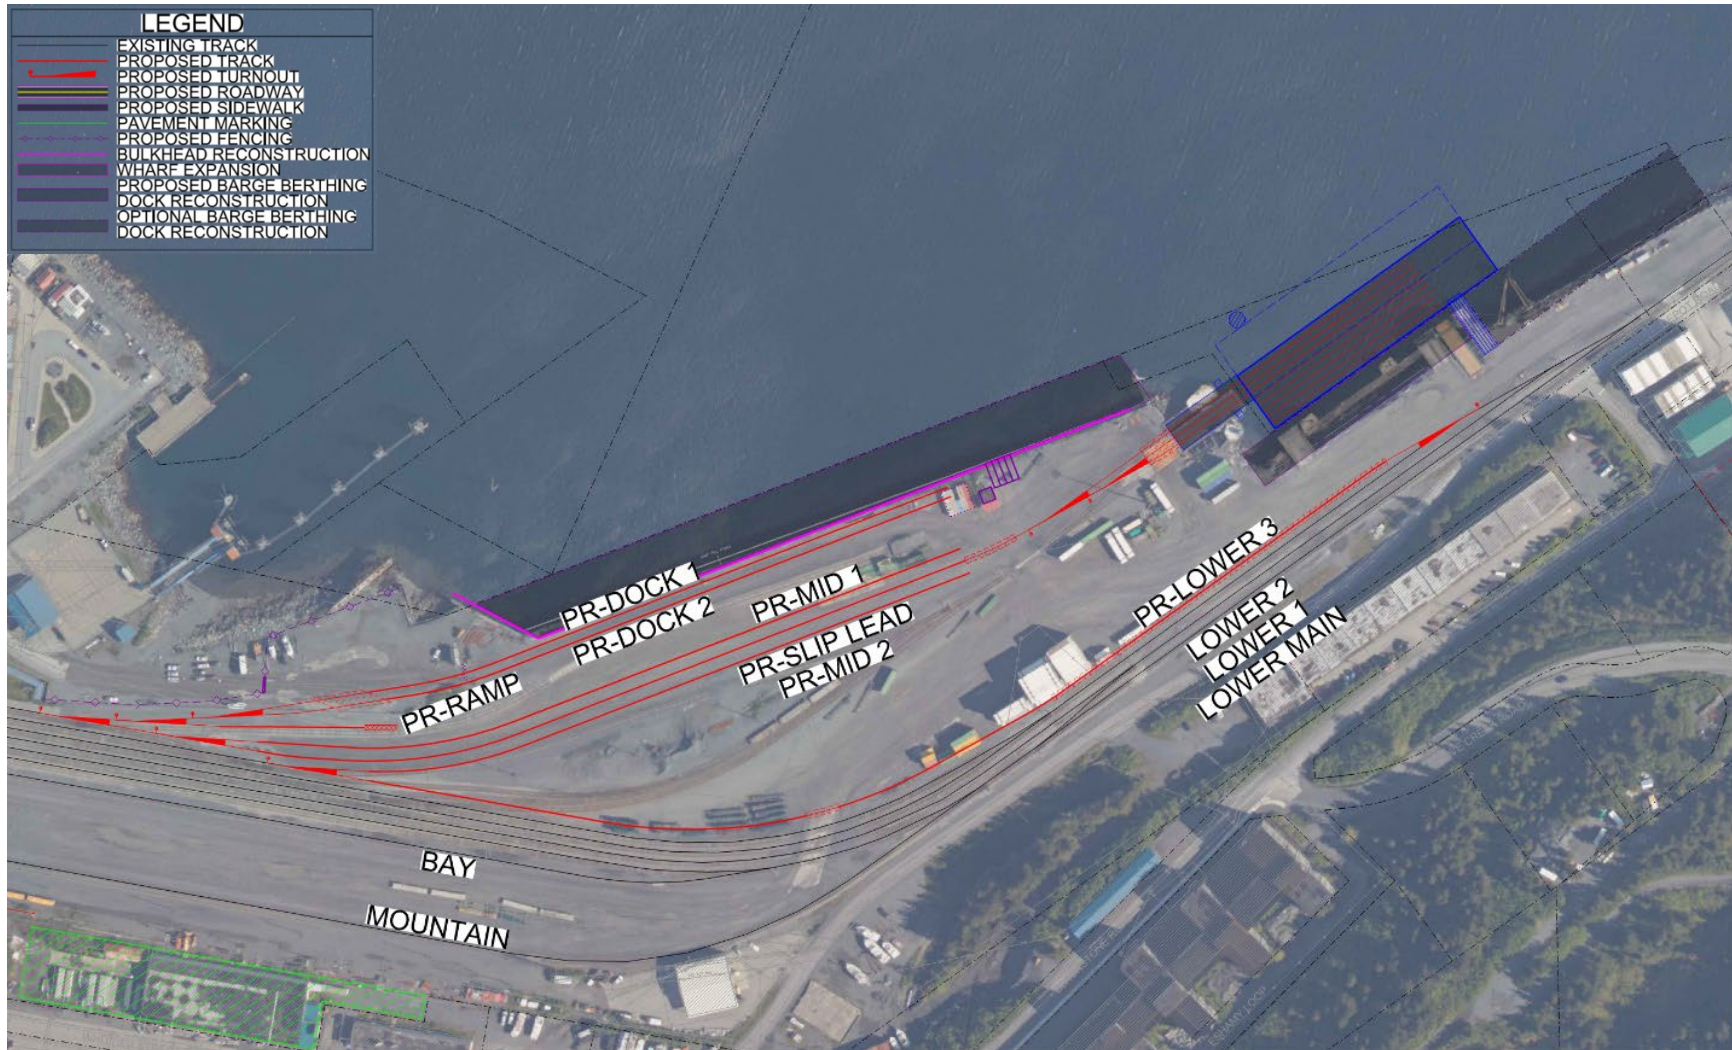 LEGEND
EXISTING TRACK
PROPOSED TRACK
PROPOSED TURNOUT
PROPOSED ROADWAY
PROPOSED SIDEWALK
PAVEMENT MARKING
PROPOSED FENCING
BULKHEAD RECONSTRUCTION
WHARF EXPANSION
PROPOSED BARGE BERTHING
DOCK RECONSTRUCTION
OPTIONAL BARGE BERTHING
DOCK RECONSTRUCTION
PR-DOCK 1
PR-DOCK 2
PR-MID 1
PR-SLIP LEAD
PR-MID 2
PR-RAMP
PR-LOWER 3
LOWER 2
LOWER 1
LOWER MAIN
BAY
MOUNTAIN